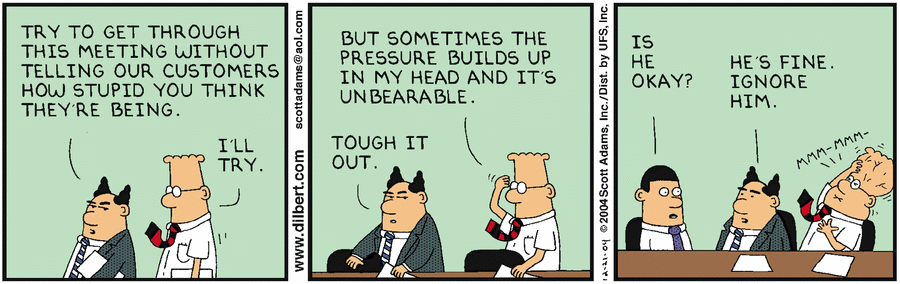 TRY TO GET THROUGH
THIS MEETING WITHOUT
TELLING OUR CUSTOMERS
HOW STUPID YOU THINK
THEY'RE BEING.
I'LL
TRY.
www.dilbert.com scottadams@aol.com
BUT SOMETIMES THE
PRESSURE BUILDS UP
IN MY HEAD AND IT'S
UNBEARABLE.
TOUGH IT
OUT.
12-21-04 © 2004 Scott Adams, Inc./Dist. by UFS, Inc.
IS
HE
OKAY?
HE'S FINE.
IGNORE
HIM.
MMM-MMM-